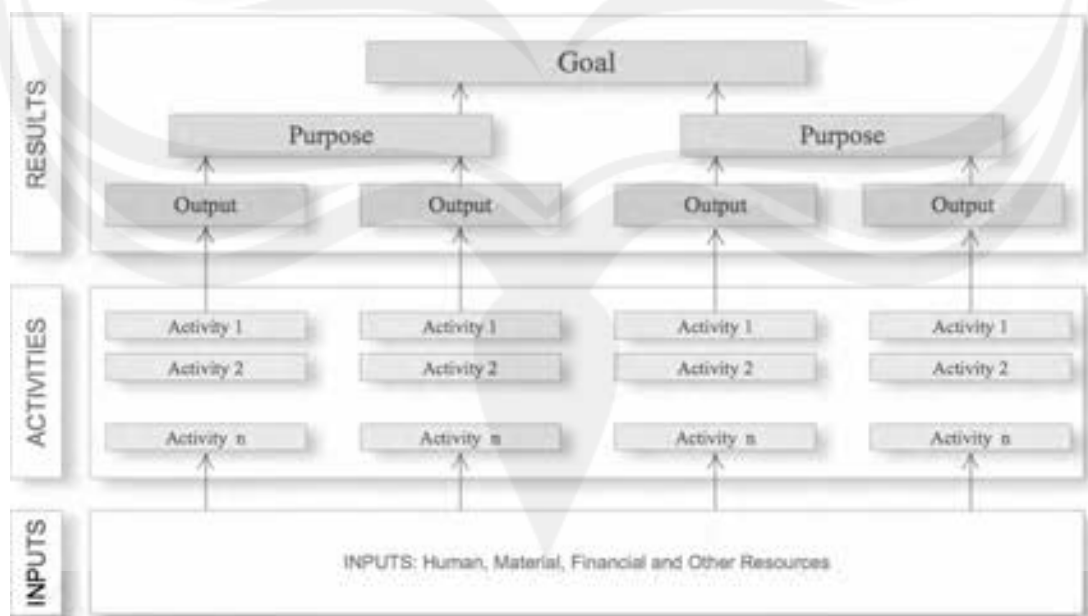 RESULTS
Goal
Purpose Purpose
Output Output Output Output
ACTIVITIES
Activity 1 Activity 1 Activity 1 Activity 1
Activity 2 Activity 2 Activity 2 Activity 2
Activity n Activity n Activity n Activity n
INPUTS
INPUTS: Human, Material, Financial and Other Resources